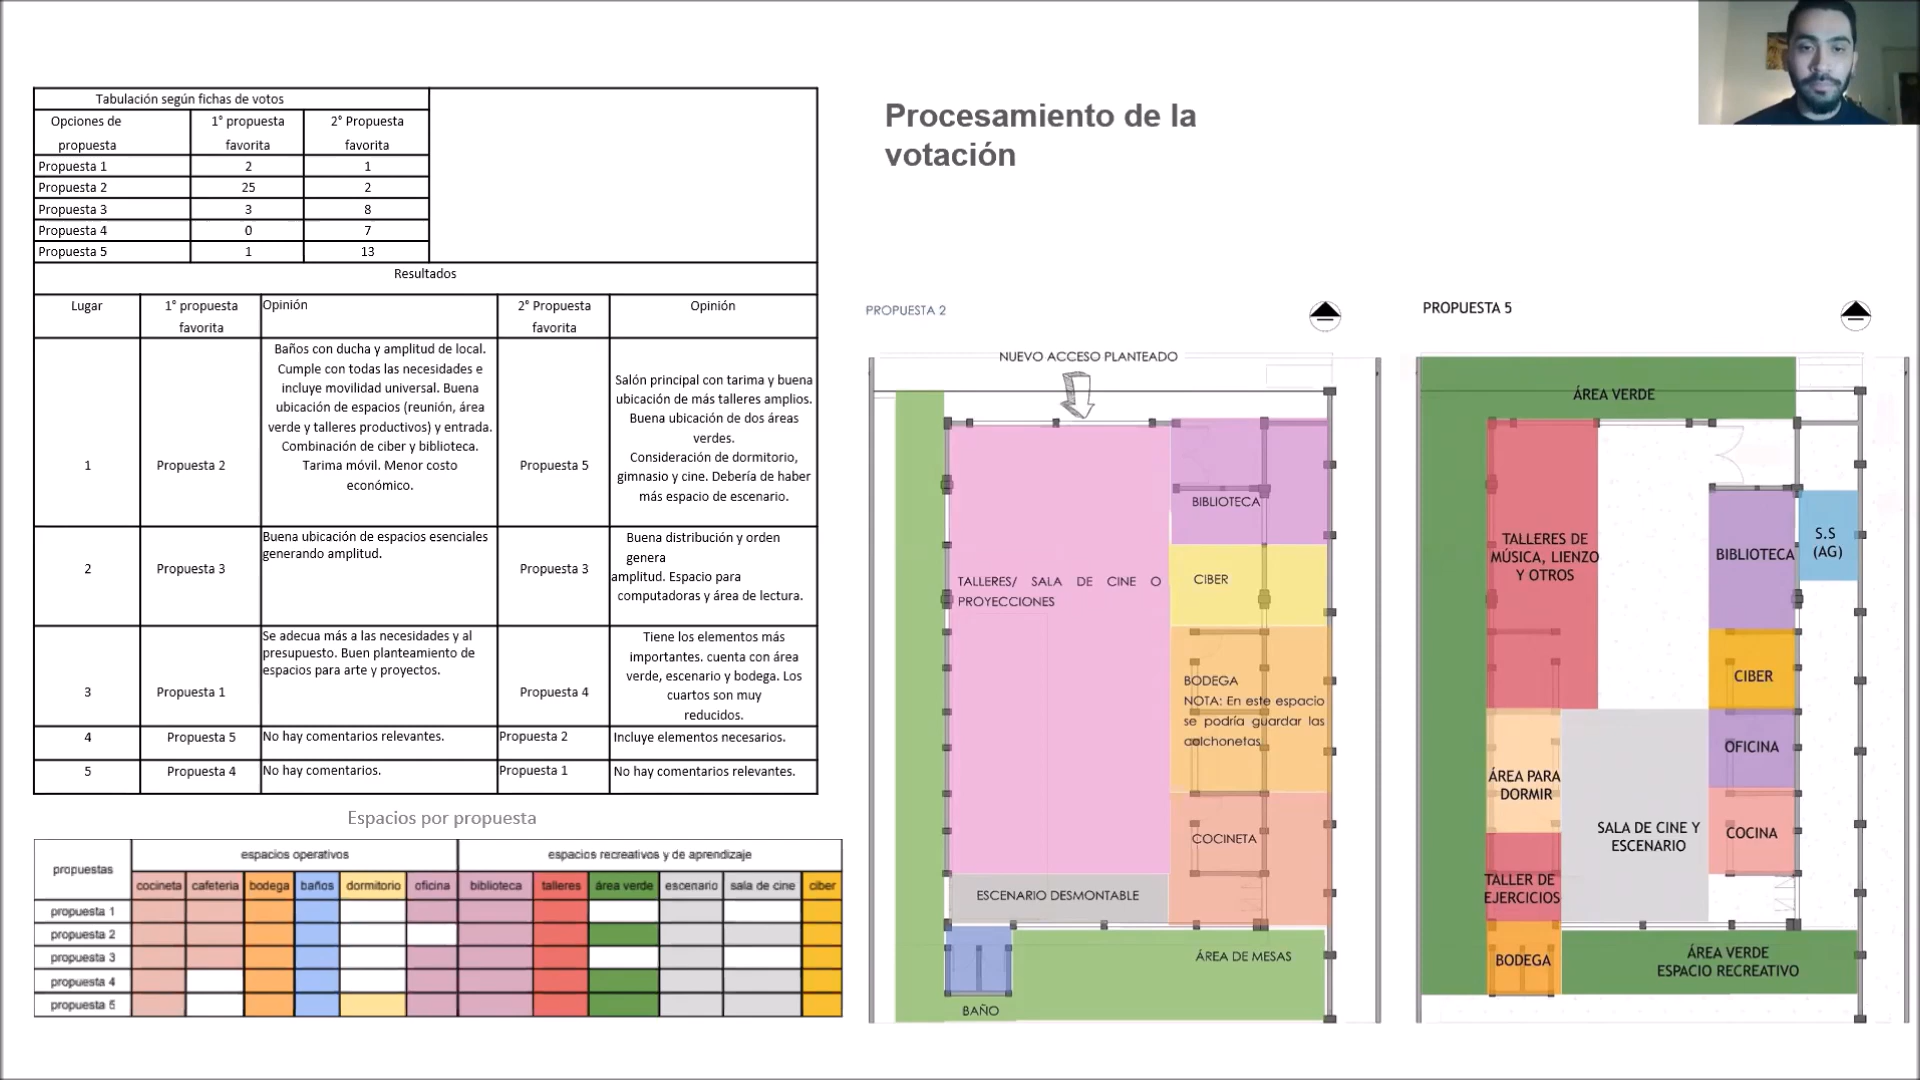 Tabulación según fichas de votos
Opciones de propuesta	1° propuesta favorita	2° Propuesta favorita
Propuesta 1	2	1
Propuesta 2	25	2
Propuesta 3	3	8
Propuesta 4	0	7
Propuesta 5	1	13
Resultados
Lugar	1° propuesta favorita	Opinión	2° Propuesta favorita	Opinión
1
Propuesta 2
Baños con ducha y amplitud de local.
Cumple con todas las necesidades e
incluye movilidad universal. Buena
ubicación de espacios (reunión, área
verde y talleres productivos) y entrada.
Combinación de ciber y biblioteca.
Tarima móvil. Menor costo
económico.
Propuesta 5
Salón principal con tarima y buena
ubicación de más talleres amplios.
Buena ubicación de dos áreas
verdes.
Consideración de dormitorio,
gimnasio y cine. Debería de haber
más espacio de escenario.
2
Propuesta 3
Buena ubicación de espacios esenciales
generando amplitud.
Propuesta 3
Buena distribución y orden
genera
amplitud. Espacio para
computadoras y área de lectura.
3
Propuesta 1
Se adecua más a las necesidades y al
presupuesto. Buen planteamiento de
espacios para arte y proyectos.
Propuesta 4
Tiene los elementos más
importantes. cuenta con área
verde, escenario y bodega. Los
cuartos son muy
reducidos.
4	Propuesta 5	No hay comentarios relevantes.	Propuesta 2	Incluye elementos necesarios.
5	Propuesta 4	No hay comentarios.	Propuesta 1	No hay comentarios relevantes.
Espacios por propuesta
propuestas	espacios operativos	espacios recreativos y de aprendizaje
cocineta	cafeteria	bodega	baños	dormitorio	oficina	biblioteca	talleres	área verde	escenario	sala de cine	ciber
propuesta 1
propuesta 2
propuesta 3
propuesta 4
propuesta 5
Procesamiento de la
votación
PROPUESTA 2
NUEVO ACCESO PLANTEADO
BIBLIOTECA
CIBER
TALLERES/ SALA DE CINE O
PROYECCIONES
BODEGA
NOTA: En este espacio
se podría guardar las
colchonetas
COCINETA
ESCENARIO DESMONTABLE
ÁREA DE MESAS
BAÑO
PROPUESTA 5
ÁREA VERDE
TALLERES DE
MÚSICA, LIENZO
Y OTROS
BIBLIOTECA
S.S
(AG)
CIBER
OFICINA
ÁREA PARA
DORMIR
SALA DE CINE Y
ESCENARIO
COCINA
TALLER DE
EJERCICIOS
BODEGA
ÁREA VERDE
ESPACIO RECREATIVO